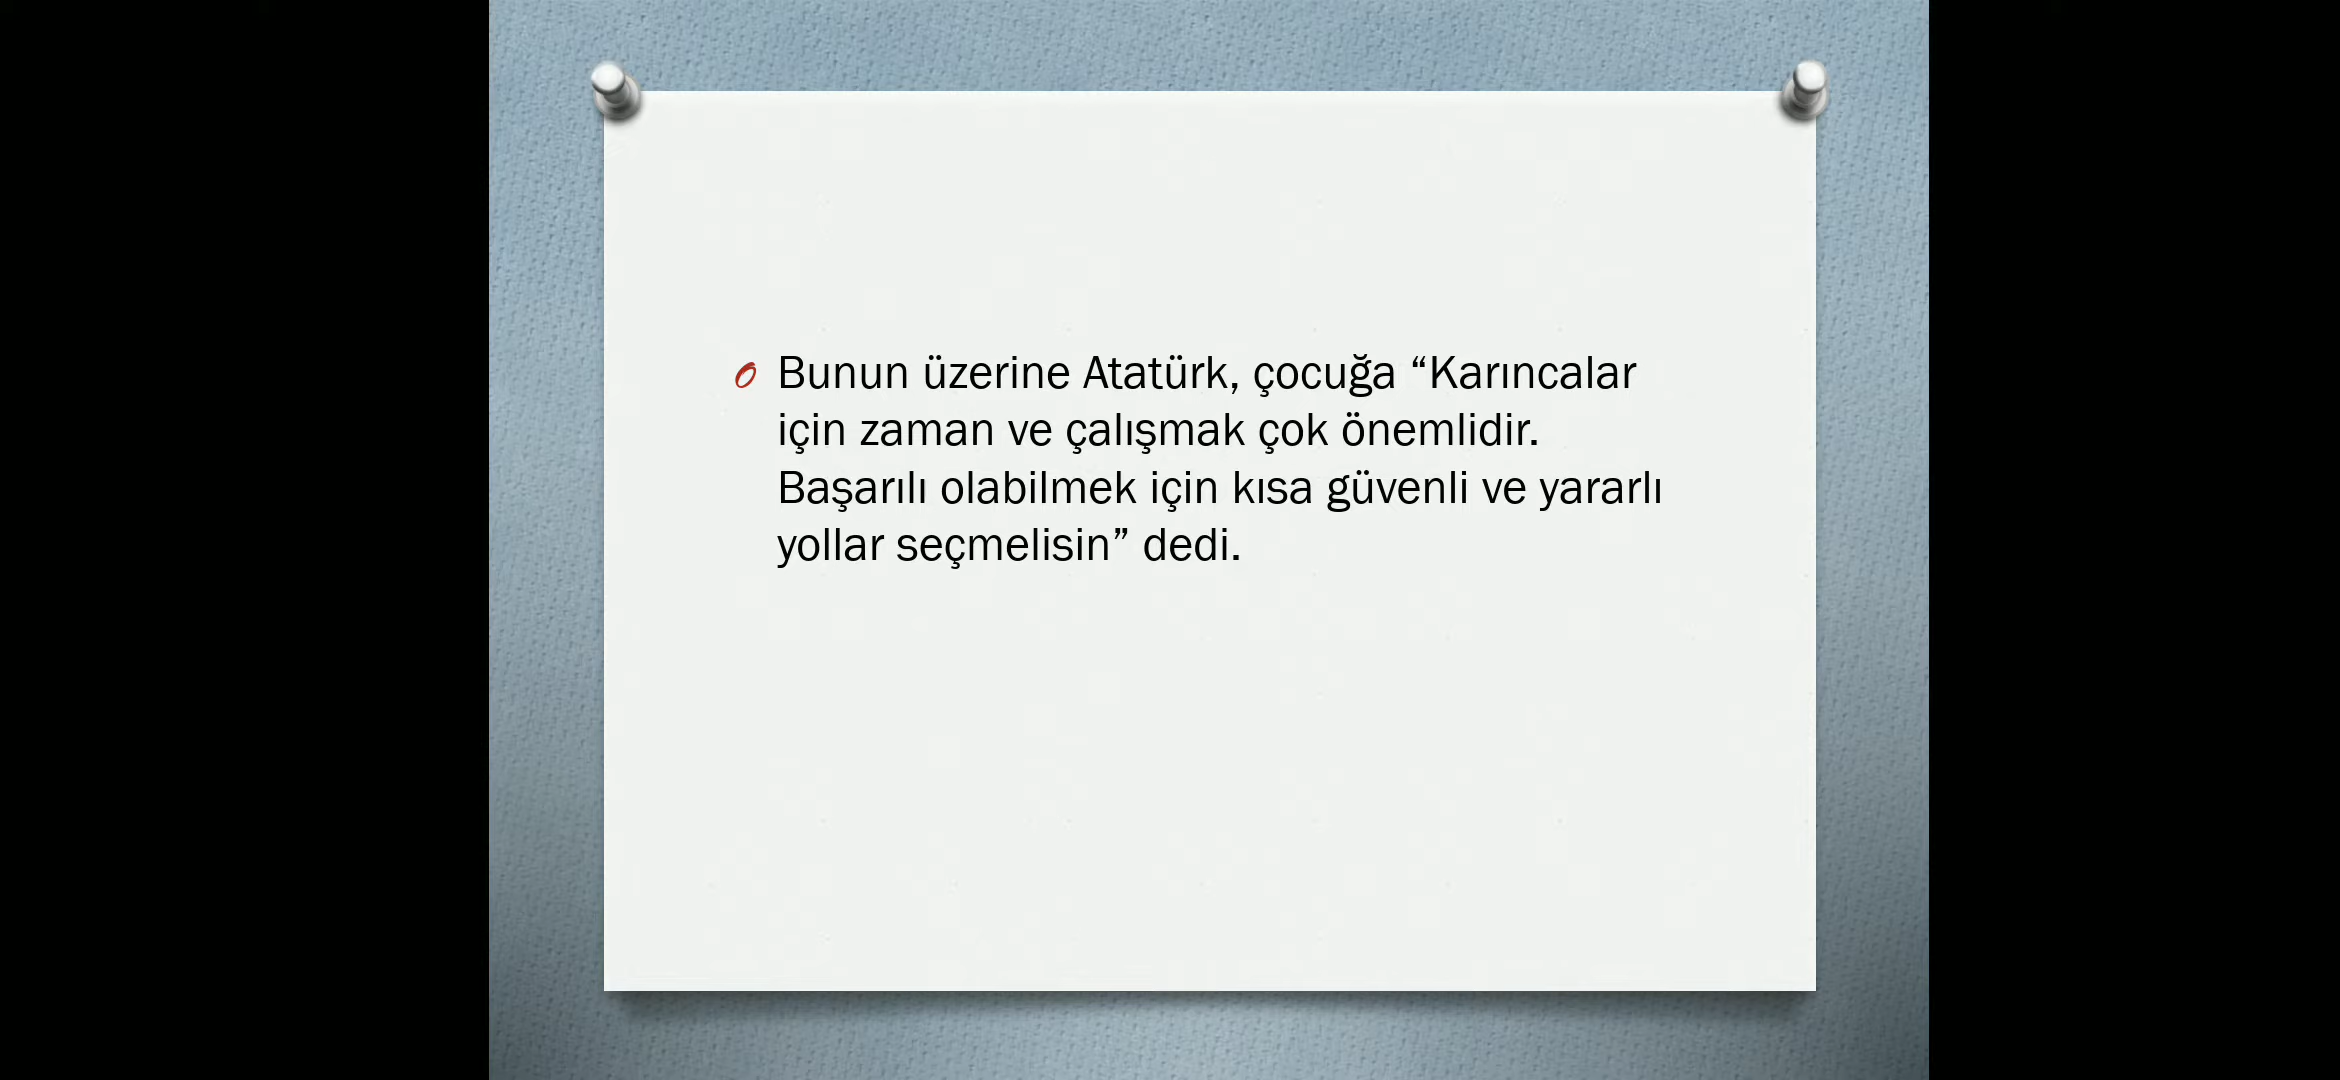 Bunun üzerine Atatürk, çocuğa “Karıncalar
için zaman ve çalışmak çok önemlidir.
Başarılı olabilmek için kısa güvenli ve yararlı
yollar seçmelisin” dedi.